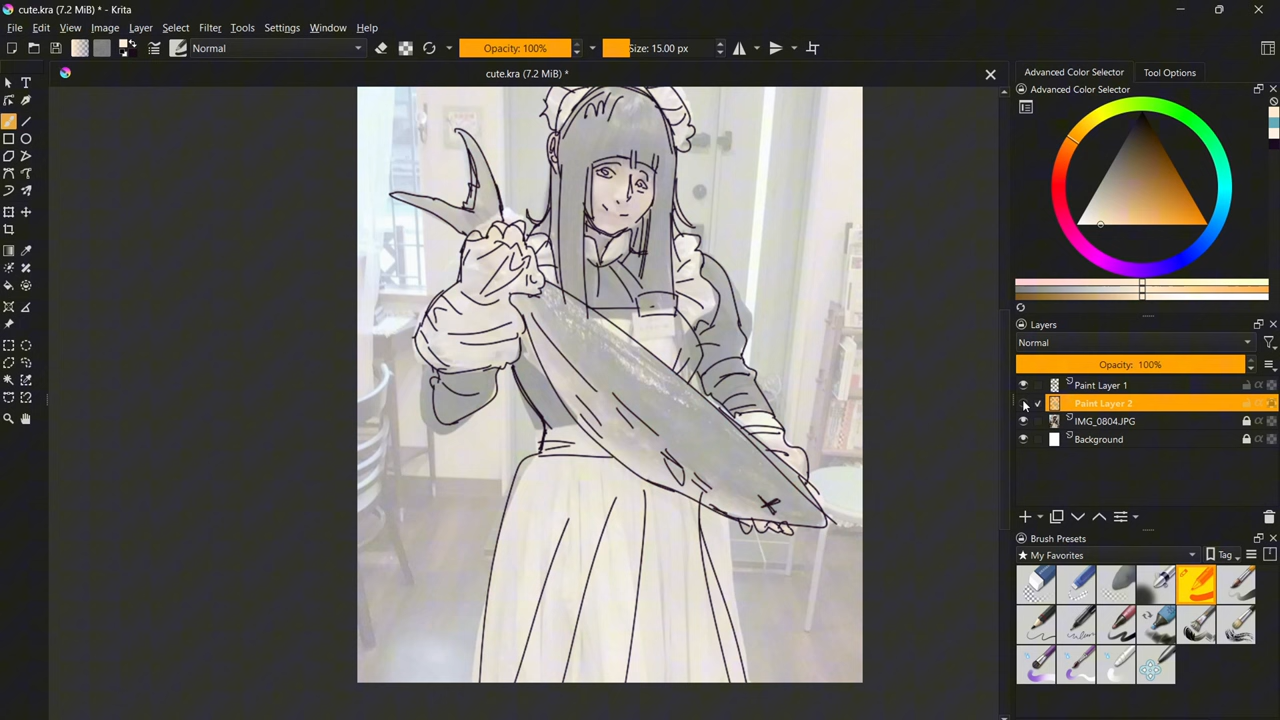 cute.kra (7.2 MiB) * - Krita
File Edit View Image Layer Select Filter Tools Settings Window Help
Normal Opacity: 100% Size: 15.00 px
cute.kra (7.2 MiB) *
Advanced Color Selector Tool Options
Advanced Color Selector
Layers
Normal
Opacity: 100%
Paint Layer 1
Paint Layer 2
IMG_0804.JPG
Background
Brush Presets
My Favorites Tag